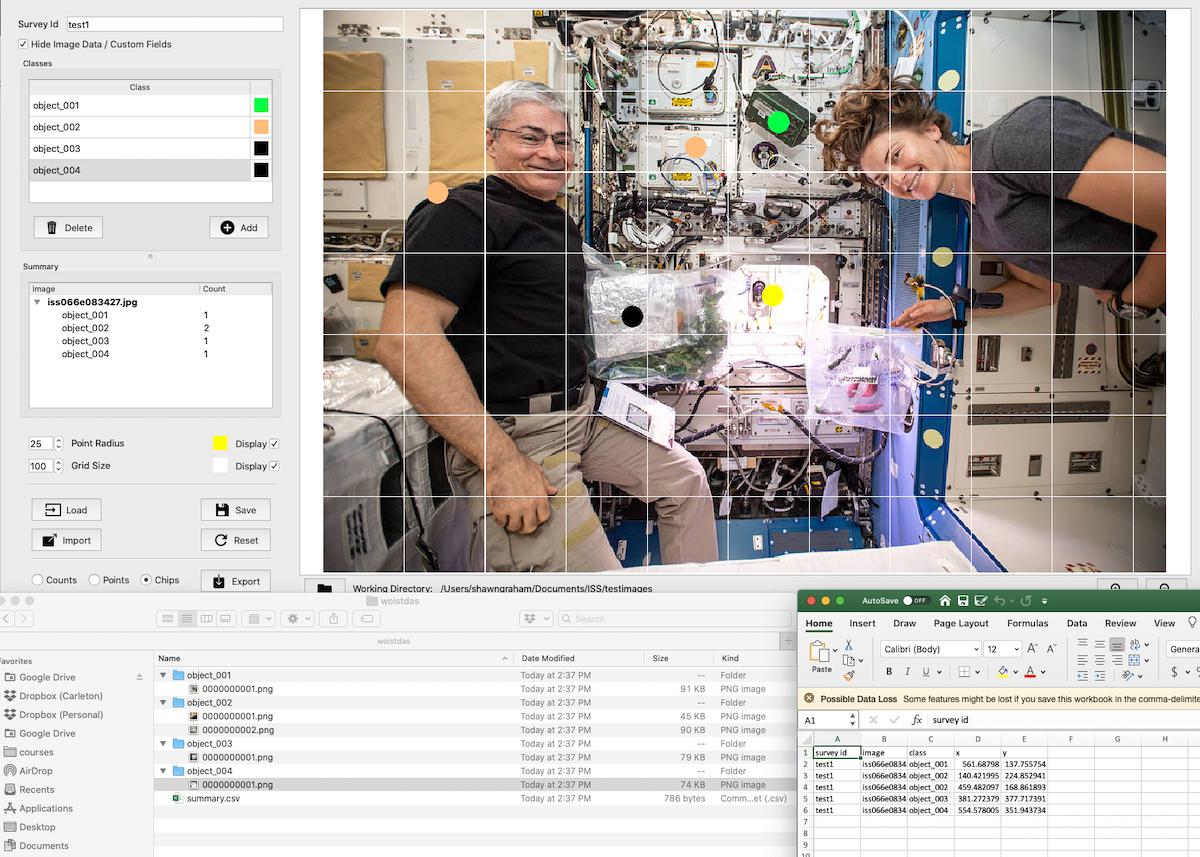 Survey Id test1
Hide Image Data / Custom Fields
Classes
Class
object_001
object_002
object_003
object_004
Delete Add
Summary
Image Count
iss066e083427.jpg
object_001 1
object_002 2
object_003 1
object_004 1
25 Point Radius Display
100 Grid Size Display
Load Save
Import Reset
Counts Points Chips Export
UNSANITIZED
Working Directory: /Users/shawngraham/Documents/ISS/testimages
woistdas
Search
woistdas
Favorites
Google Drive
Dropbox (Carleton)
Dropbox (Personal)
Google Drive
courses
AirDrop
Recents
Applications
Desktop
Documents
Name Date Modified Size Kind
object_001 Today at 2:37 PM -- Folder
0000000001.png Today at 2:37 PM 91 KB PNG image
object_002 Today at 2:37 PM -- Folder
0000000001.png Today at 2:37 PM 45 KB PNG image
0000000002.png Today at 2:37 PM 90 KB PNG image
object_003 Today at 2:37 PM -- Folder
0000000001.png Today at 2:37 PM 79 KB PNG image
object_004 Today at 2:37 PM -- Folder
0000000001.png Today at 2:37 PM 74 KB PNG image
summary.csv Today at 2:37 PM 786 bytes Comm...et (.csv)
AutoSave OFF
Home Insert Draw Page Layout Formulas Data Review View
Paste
Calibri (Body) 12 A A
B I U A ab
Genera
$
Possible Data Loss Some features might be lost if you save this workbook in the comma-delimite
A1 fx survey id
A B C D E F G H
1 survey id image class x y
2 test1 iss066e0834 object_001 561.68798 137.755754
3 test1 iss066e0834 object_002 140.421995 224.852941
4 test1 iss066e0834 object_002 459.482097 168.861893
5 test1 iss066e0834 object_003 381.272379 377.717391
6 test1 iss066e0834 object_004 554.578005 351.943734
7
8
9
10